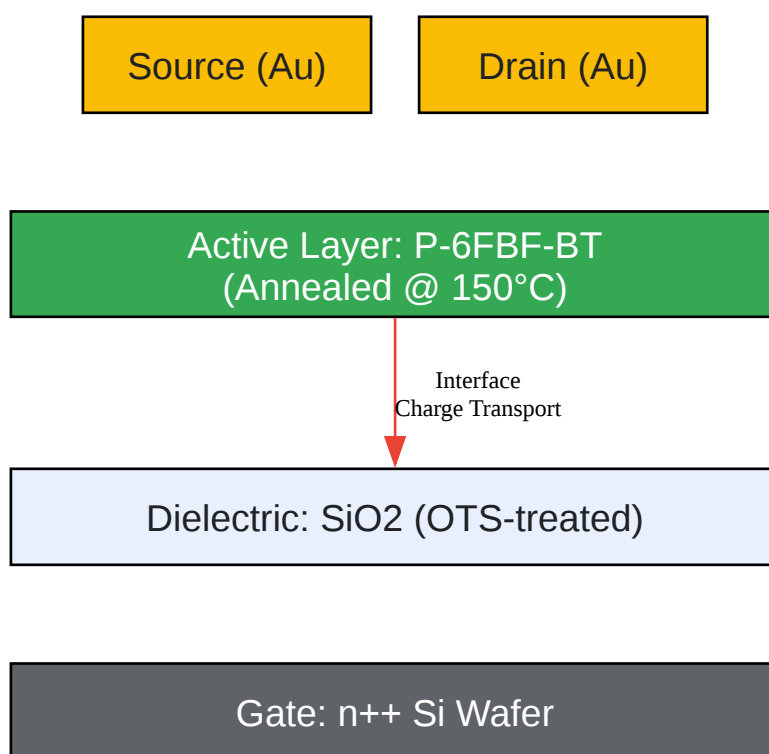 Source (Au)
Drain (Au)
Active Layer: P-6FBF-BT
(Annealed @ 150°C)
Interface
Charge Transport
Dielectric: SiO2 (OTS-treated)
Gate: n++ Si Wafer